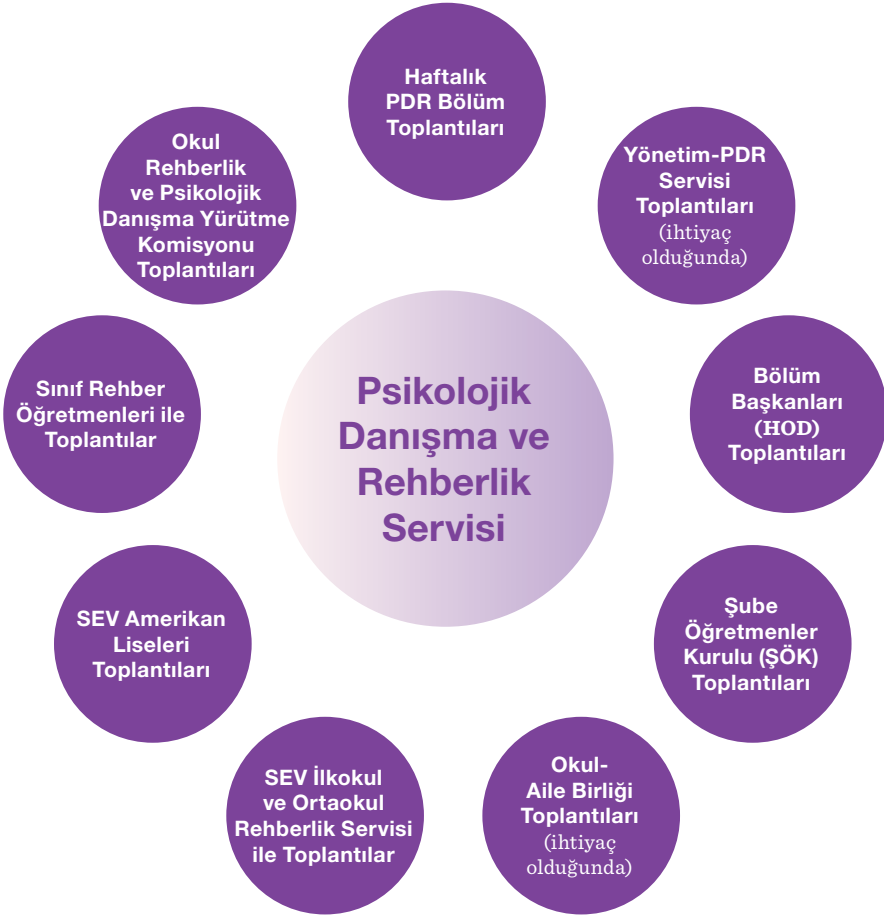 Haftalık
PDR Bölüm
Toplantıları
Yönetim-PDR
Servisi
Toplantıları
(ihtiyaç
olduğunda)
Bölüm
Başkanları
(HOD)
Toplantıları
Şube
Öğretmenler
Kurulu (ŞÖK)
Toplantıları
Okul-
Aile Birliği
Toplantıları
(ihtiyaç
olduğunda)
SEV İlkokul
ve Ortaokul
Rehberlik Servisi
ile Toplantılar
SEV Amerikan
Liseleri
Toplantıları
Sınıf Rehber
Öğretmenleri ile
Toplantılar
Okul
Rehberlik
ve Psikolojik
Danışma Yürütme
Komisyonu
Toplantıları
Psikolojik
Danışma ve
Rehberlik
Servisi